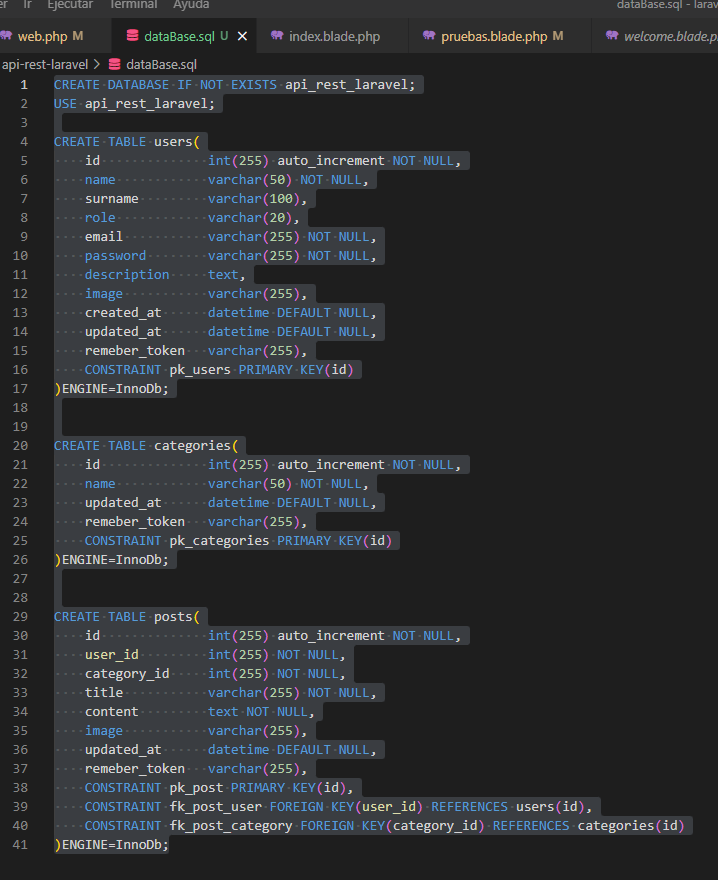 er Ir Ejecutar Terminal Ayuda dataBase.sql - larav
web.php M dataBase.sql U × index.blade.php pruebas.blade.php M welcome.blade.p
api-rest-laravel > dataBase.sql
1 CREATE DATABASE IF NOT EXISTS api_rest_laravel;
2 USE api_rest_laravel;
3
4 CREATE TABLE users(
5 id int(255) auto_increment NOT NULL,
6 name varchar(50) NOT NULL,
7 surname varchar(100),
8 role varchar(20),
9 email varchar(255) NOT NULL,
10 password varchar(255) NOT NULL,
11 description text,
12 image varchar(255),
13 created_at datetime DEFAULT NULL,
14 updated_at datetime DEFAULT NULL,
15 remeber_token varchar(255),
16 CONSTRAINT pk_users PRIMARY KEY(id)
17 )ENGINE=InnoDb;
18
19
20 CREATE TABLE categories(
21 id int(255) auto_increment NOT NULL,
22 name varchar(50) NOT NULL,
23 updated_at datetime DEFAULT NULL,
24 remeber_token varchar(255),
25 CONSTRAINT pk_categories PRIMARY KEY(id)
26 )ENGINE=InnoDb;
27
28
29 CREATE TABLE posts(
30 id int(255) auto_increment NOT NULL,
31 user_id int(255) NOT NULL,
32 category_id int(255) NOT NULL,
33 title varchar(255) NOT NULL,
34 content text NOT NULL,
35 image varchar(255),
36 updated_at datetime DEFAULT NULL,
37 remeber_token varchar(255),
38 CONSTRAINT pk_post PRIMARY KEY(id),
39 CONSTRAINT fk_post_user FOREIGN KEY(user_id) REFERENCES users(id),
40 CONSTRAINT fk_post_category FOREIGN KEY(category_id) REFERENCES categories(id)
41 )ENGINE=InnoDb;